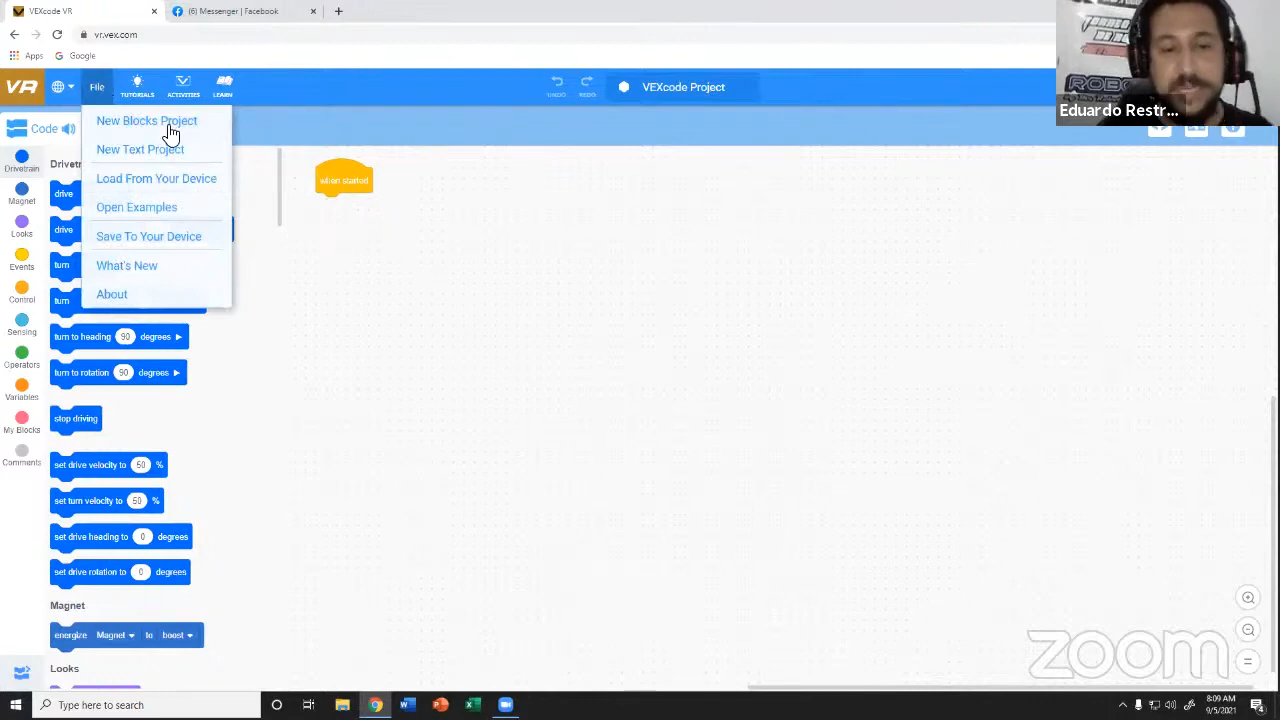 VEXcode VR
(20) Messenger | Facebook
vr.vex.com
Apps
Google
VR
File
TUTORIALS
ACTIVITIES
LEARN
UNDO
REDO
VEXcode Project
Eduardo Restr...
Code
New Blocks Project
New Text Project
Load From Your Device
Open Examples
Save To Your Device
What's New
About
Drivetrain
Magnet
Looks
Events
Control
Sensing
Operators
Variables
My Blocks
Comments
drive
drive
turn
turn
turn to heading 90 degrees
turn to rotation 90 degrees
stop driving
set drive velocity to 50 %
set turn velocity to 50 %
set drive heading to 0 degrees
set drive rotation to 0 degrees
Magnet
energize Magnet to boost
Looks
when started
zoom
Type here to search
8:09 AM
9/5/2021
4